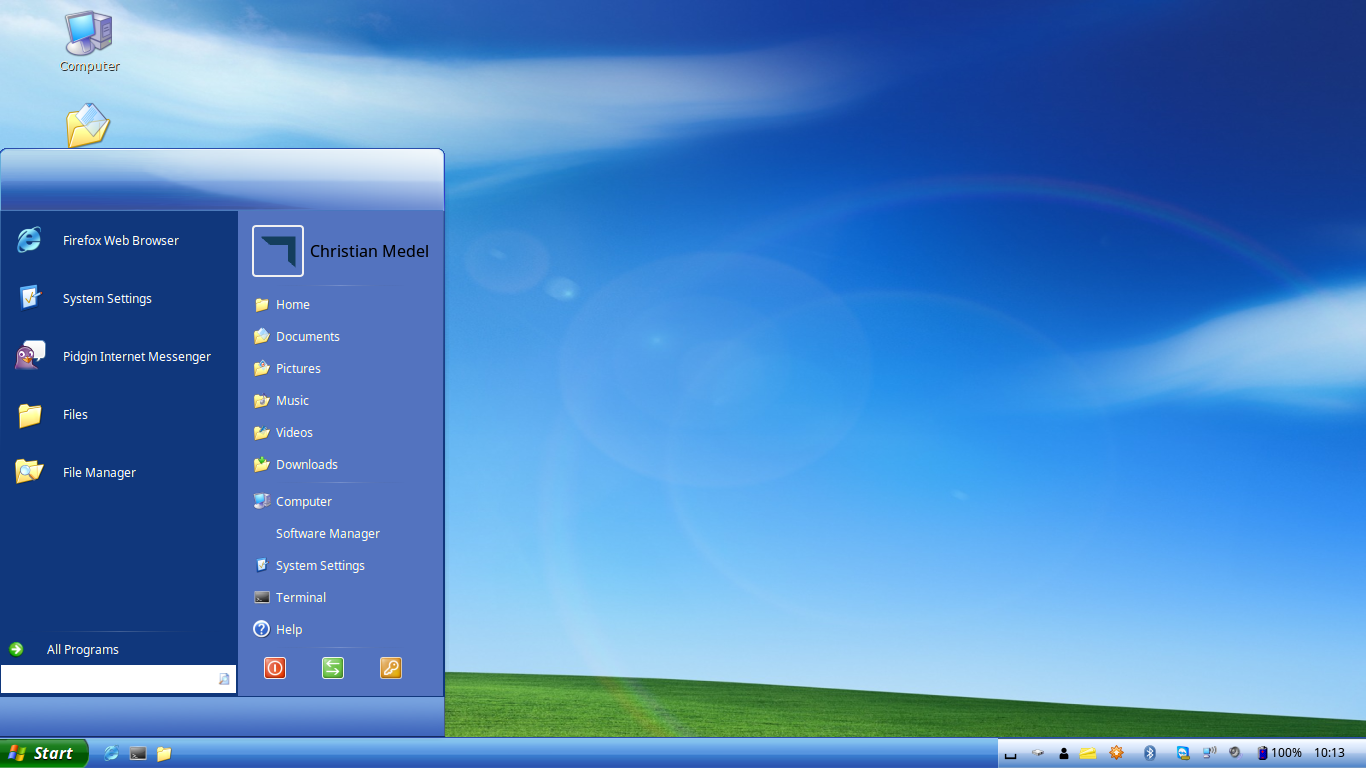 Computer
Christian Medel
Firefox Web Browser
System Settings
Pidgin Internet Messenger
Files
File Manager
All Programs
Home
Documents
Pictures
Music
Videos
Downloads
Computer
Software Manager
System Settings
Terminal
Help
Start
100% 10:13